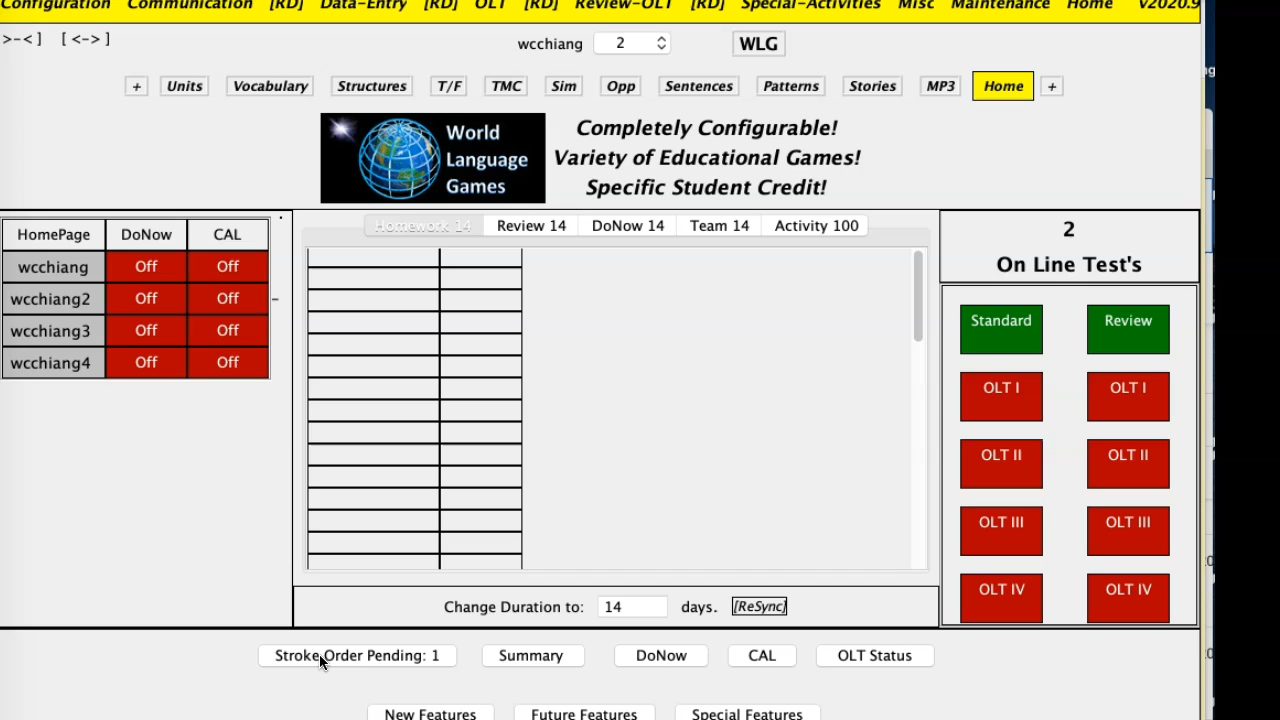 Configuration Communication [RD] Data-Entry [RD] OLT [RD] Review-OLT [RD] Special-Activities Misc Maintenance Home v2020.9
>-<] [<->]
wcchiang 2 WLG
+ Units Vocabulary Structures T/F TMC Sim Opp Sentences Patterns Stories MP3 Home +
World
Language
Games
Completely Configurable!
Variety of Educational Games!
Specific Student Credit!
HomePage DoNow CAL
wcchiang Off Off
wcchiang2 Off Off
wcchiang3 Off Off
wcchiang4 Off Off
Homework 14 Review 14 DoNow 14 Team 14 Activity 100
Change Duration to: 14 days. [ReSync]
2
On Line Test's
Standard Review
OLT I OLT I
OLT II OLT II
OLT III OLT III
OLT IV OLT IV
Stroke Order Pending: 1 Summary DoNow CAL OLT Status
New Features Future Features Special Features